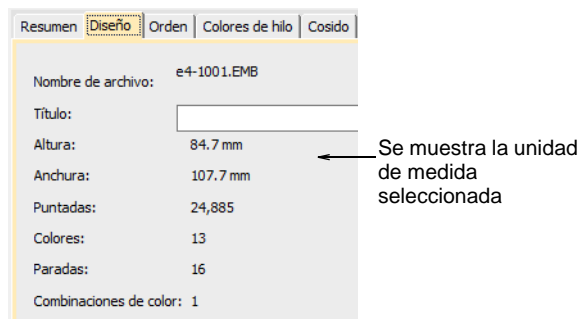 Resumen Diseño Orden Colores de hilo Cosido
Nombre de archivo: e4-1001.EMB
Título:
Altura: 84.7 mm
Anchura: 107.7 mm
Puntadas: 24,885
Colores: 13
Paradas: 16
Combinaciones de color: 1
Se muestra la unidad
de medida
seleccionada